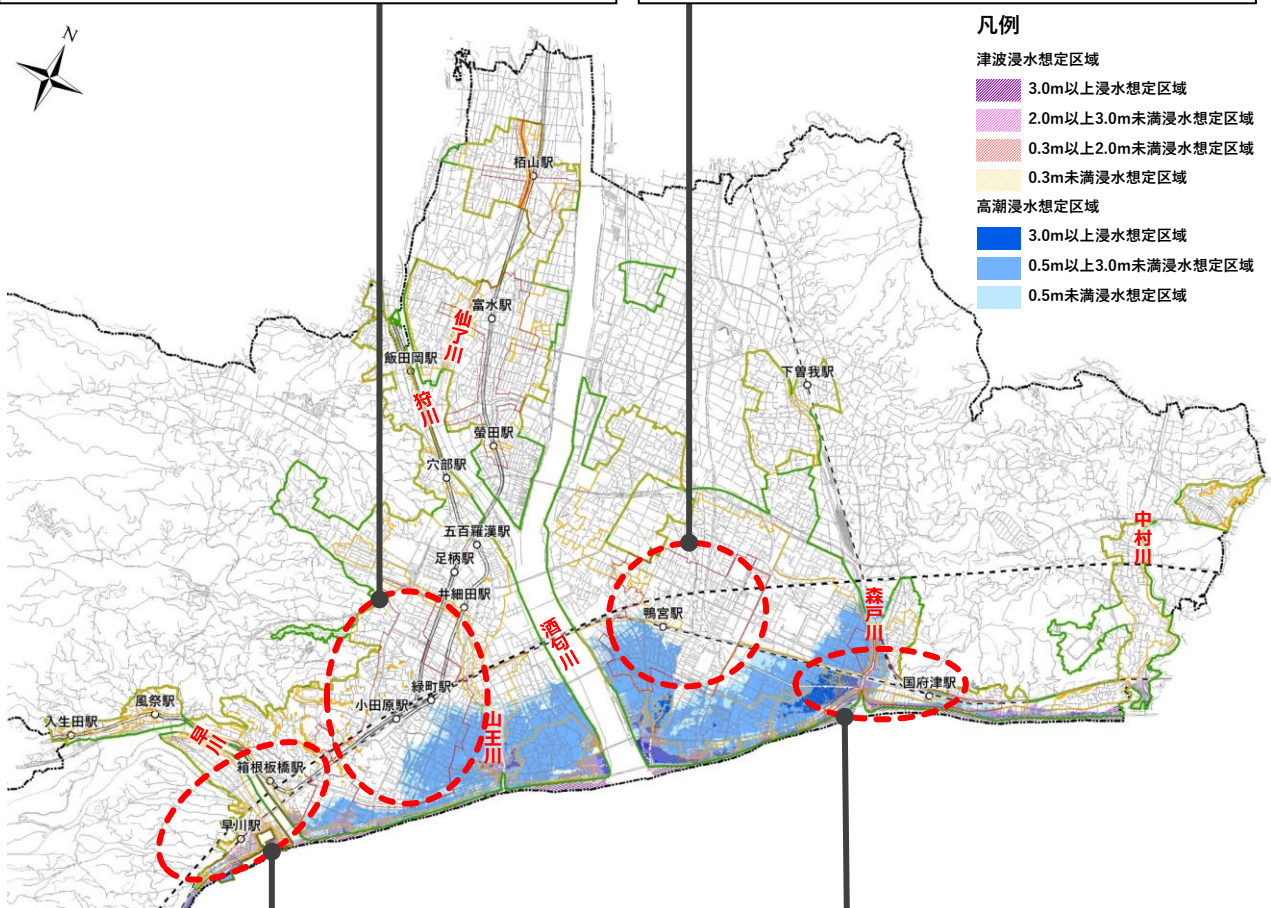 N
凡例
津波浸水想定区域
3.0m以上浸水想定区域
2.0m以上3.0m未満浸水想定区域
0.3m以上2.0m未満浸水想定区域
0.3m未満浸水想定区域
高潮浸水想定区域
3.0m以上浸水想定区域
0.5m以上3.0m未満浸水想定区域
0.5m未満浸水想定区域
栢山駅
富水駅
仙了川
飯田岡駅
狩川
下曽我駅
螢田駅
穴部駅
五百羅漢駅
足柄駅
井細田駅
中村川
森戸川
鴨宮駅
酒匂川
国府津駅
緑町駅
小田原駅
山王川
風祭駅
入生田駅
早川
箱根板橋駅
早川駅